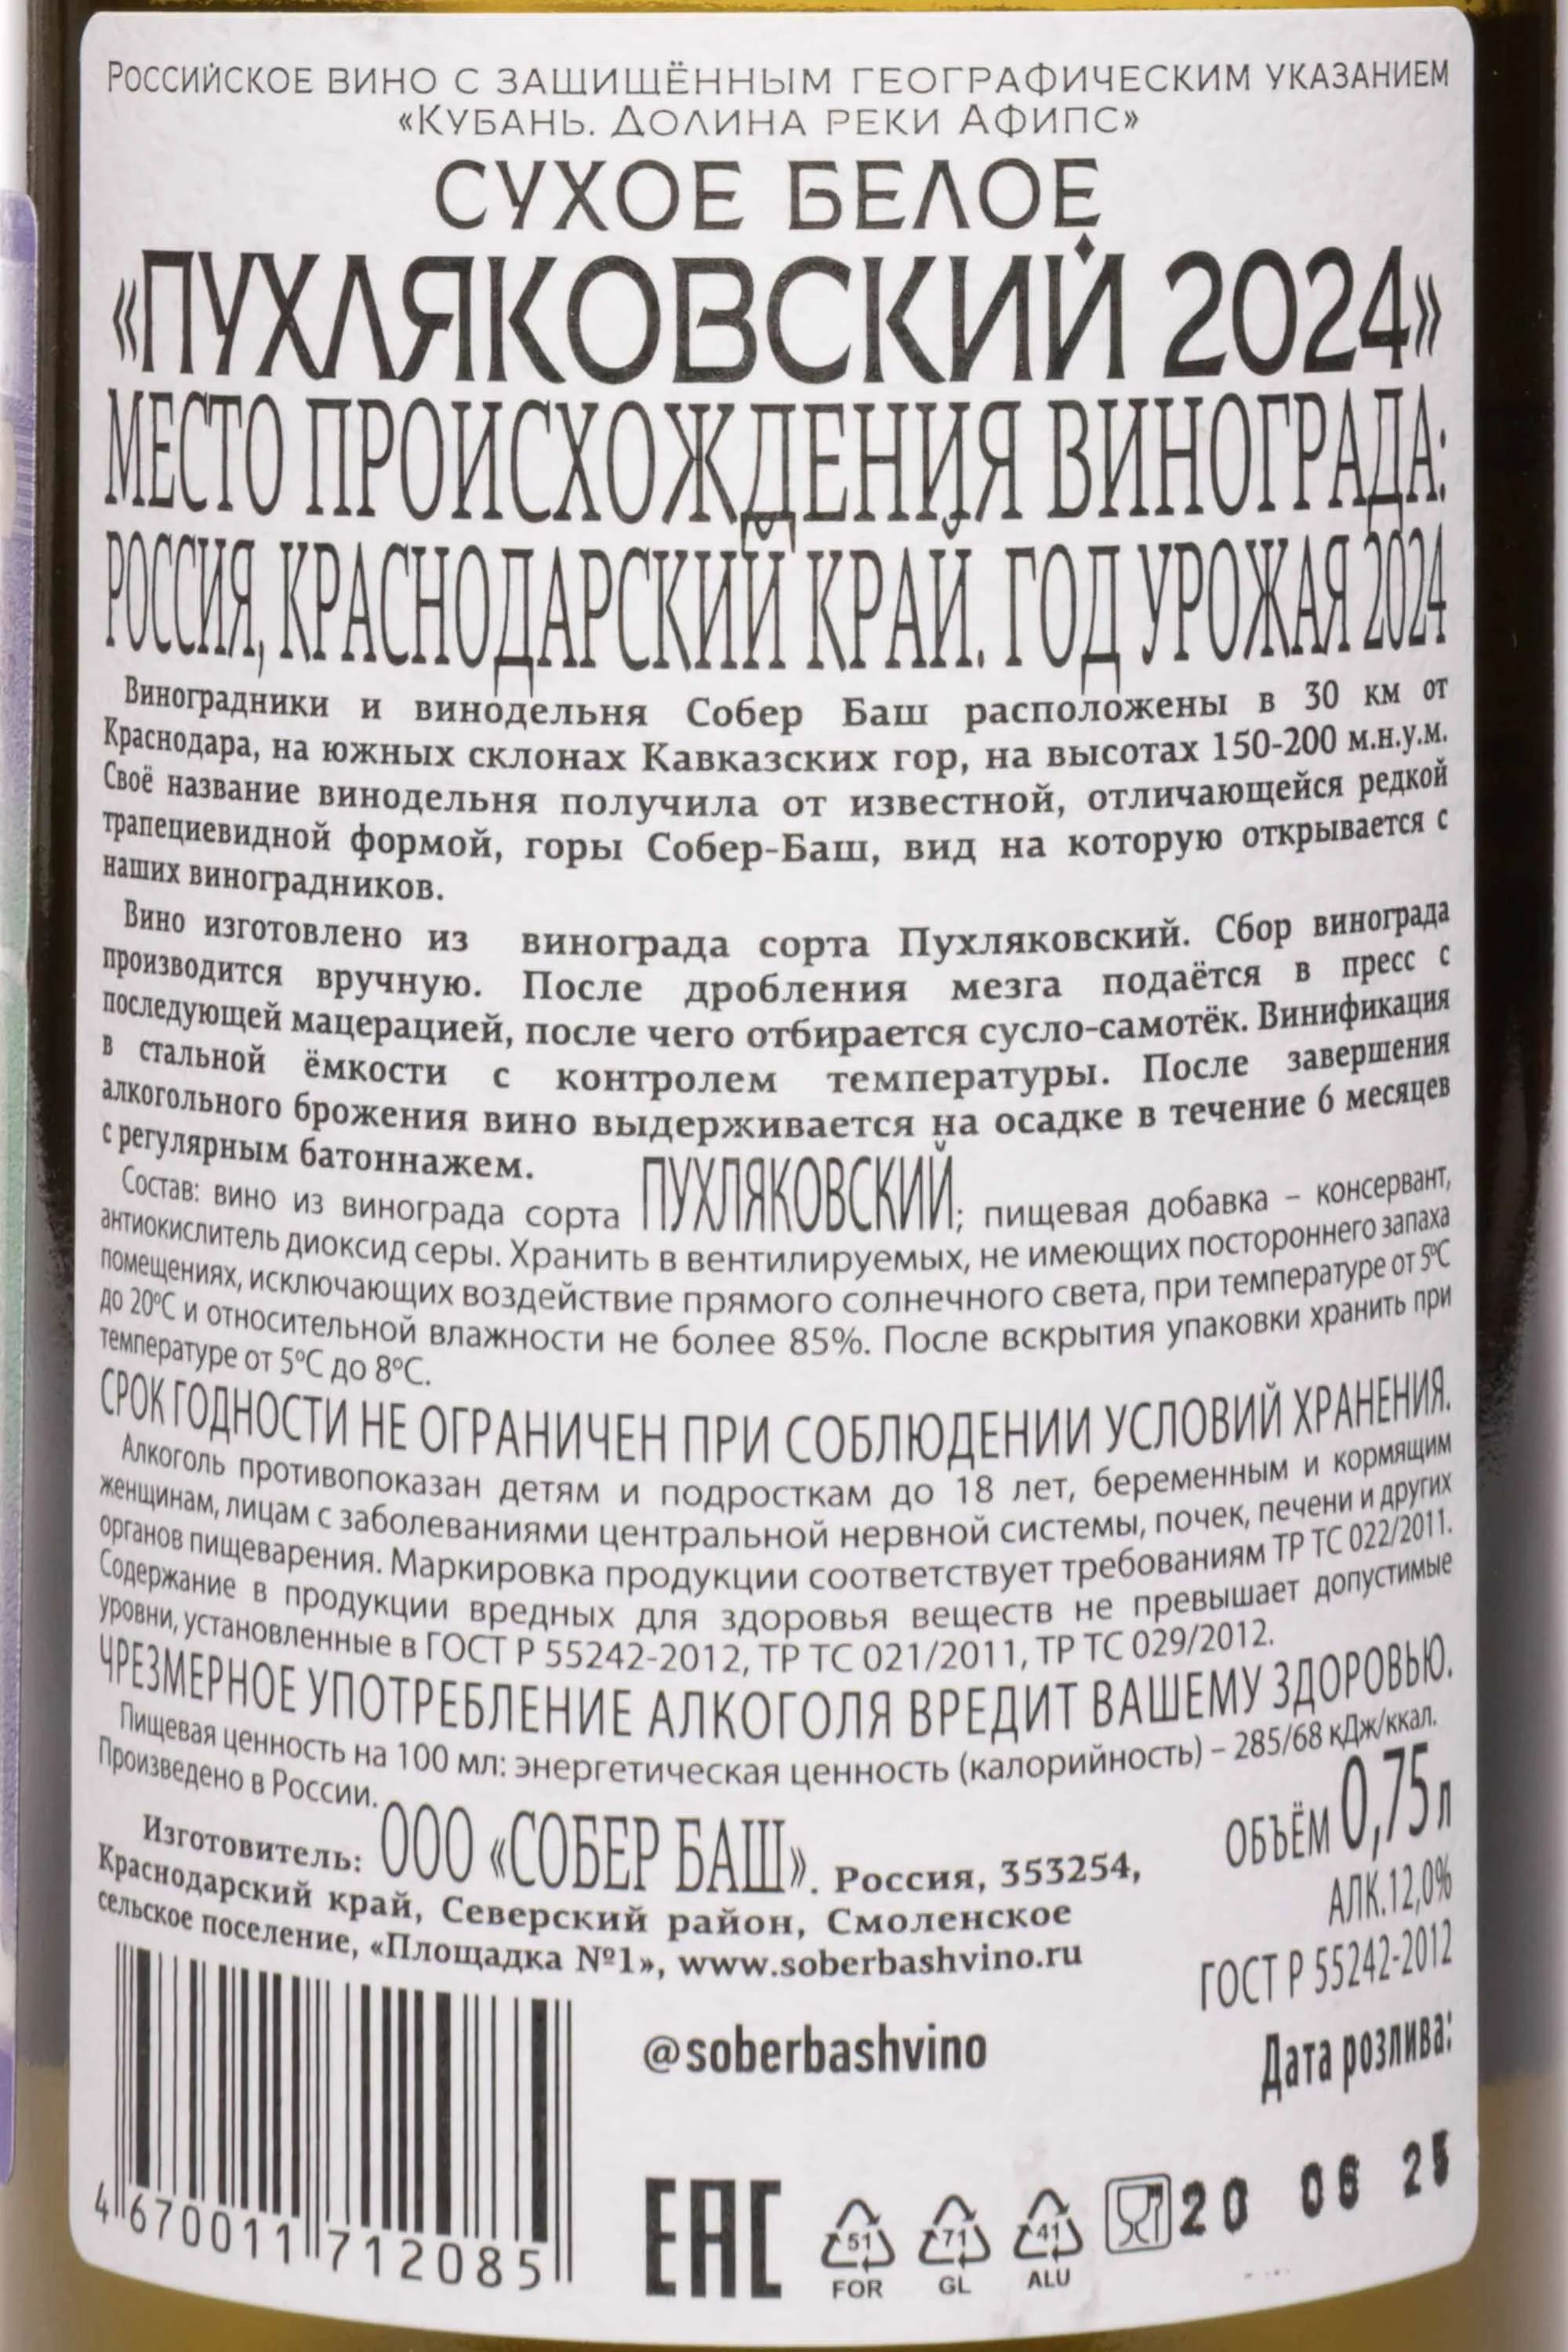 Российское вино с защищённым географическим указанием
«Кубань. Долина реки Афипс»
СУХОЕ БЕЛОЕ
«ПУХЛЯКОВСКИЙ 2024»
МЕСТО ПРОИСХОЖДЕНИЯ ВИНОГРАДА:
РОССИЯ, КРАСНОДАРСКИЙ КРАЙ. ГОД УРОЖАЯ 2024
Виноградники и винодельня Собер Баш расположены в 30 км от
Краснодара, на южных склонах Кавказских гор, на высотах 150-200 м.н.у.м.
Своё название винодельня получила от известной, отличающейся редкой
трапециевидной формой, горы Собер-Баш, вид на которую открывается с
наших виноградников.
Вино изготовлено из винограда сорта Пухляковский. Сбор винограда
производится вручную. После дробления мезга подаётся в пресс с
последующей мацерацией, после чего отбирается сусло-самотёк. Винификация
в стальной ёмкости с контролем температуры. После завершения
алкогольного брожения вино выдерживается на осадке в течение 6 месяцев
с регулярным батоннажем.
Состав: вино из винограда сорта ПУХЛЯКОВСКИЙ; пищевая добавка – консервант,
антиокислитель диоксид серы. Хранить в вентилируемых, не имеющих постороннего запаха
помещениях, исключающих воздействие прямого солнечного света, при температуре от 5ºС
до 20ºС и относительной влажности не более 85%. После вскрытия упаковки хранить при
температуре от 5ºС до 8ºС.
СРОК ГОДНОСТИ НЕ ОГРАНИЧЕН ПРИ СОБЛЮДЕНИИ УСЛОВИЙ ХРАНЕНИЯ.
Алкоголь противопоказан детям и подросткам до 18 лет, беременным и кормящим
женщинам, лицам с заболеваниями центральной нервной системы, почек, печени и других
органов пищеварения. Маркировка продукции соответствует требованиям ТР ТС 022/2011.
Содержание в продукции вредных для здоровья веществ не превышает допустимые
уровни, установленные в ГОСТ Р 55242-2012, ТР ТС 021/2011, ТР ТС 029/2012.
ЧРЕЗМЕРНОЕ УПОТРЕБЛЕНИЕ АЛКОГОЛЯ ВРЕДИТ ВАШЕМУ ЗДОРОВЬЮ.
Пищевая ценность на 100 мл: энергетическая ценность (калорийность) – 285/68 кДж/ккал.
Произведено в России.
Изготовитель: ООО «СОБЕР БАШ». Россия, 353254,
Краснодарский край, Северский район, Смоленское
сельское поселение, «Площадка №1», www.soberbashvino.ru
ОБЪЁМ 0,75 л
АЛК.12,0%
ГОСТ Р 55242-2012
Дата розлива:
@soberbashvino
20 06 25
EAC
51
FOR
71
GL
41
ALU
4 670011 712085